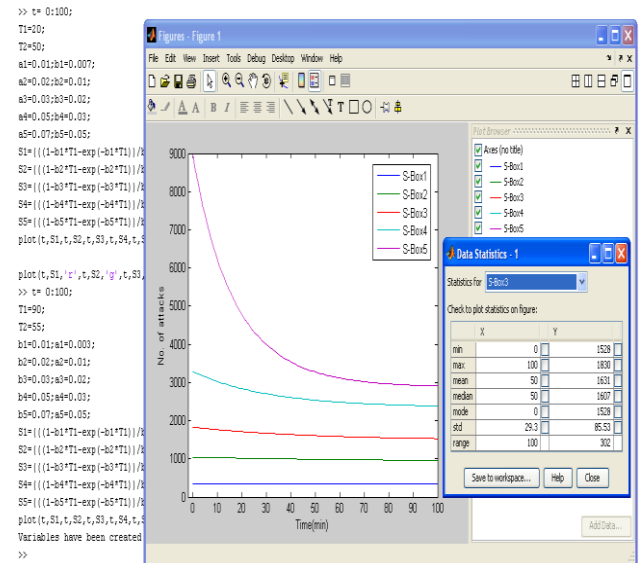 >> t= 0:100;
T1=20;
T2=50;
a1=0.01;b1=0.007;
a2=0.02;b2=0.01;
a3=0.03;b3=0.02;
a4=0.05;b4=0.03;
a5=0.07;b5=0.05;
S1=(((1-b1*T1-exp(-b1*T1))/b
S2=(((1-b2*T1-exp(-b2*T1))/b
S3=(((1-b3*T1-exp(-b3*T1))/b
S4=(((1-b4*T1-exp(-b4*T1))/b
S5=(((1-b5*T1-exp(-b5*T1))/b
plot(t,S1,t,S2,t,S3,t,S4,t,S
plot(t,S1,'r',t,S2,'g',t,S3,
>> t= 0:100;
T1=90;
T2=55;
b1=0.01;a1=0.003;
b2=0.02;a2=0.01;
b3=0.03;a3=0.02;
b4=0.05;a4=0.03;
b5=0.07;a5=0.05;
S1=(((1-b1*T1-exp(-b1*T1))/b
S2=(((1-b2*T1-exp(-b2*T1))/b
S3=(((1-b3*T1-exp(-b3*T1))/b
S4=(((1-b4*T1-exp(-b4*T1))/b
S5=(((1-b5*T1-exp(-b5*T1))/b
plot(t,S1,t,S2,t,S3,t,S4,t,S
Variables have been created
>>
Figures - Figure 1
File Edit View Insert Tools Debug Desktop Window Help
A A B I T
9000
8000
7000
6000
5000
4000
3000
2000
1000
0
No. of attacks
0 10 20 30 40 50 60 70 80 90 100
Time(min)
S-Box1
S-Box2
S-Box3
S-Box4
S-Box5
Plot Browser
Axes (no title)
S-Box1
S-Box2
S-Box3
S-Box4
S-Box5
Data Statistics - 1
Statistics for S-Box3
Check to plot statistics on figure:
X Y
min 0 1528
max 100 1830
mean 50 1631
median 50 1607
mode 0 1528
std 29.3 85.53
range 100 302
Save to workspace... Help Close
Add Data...